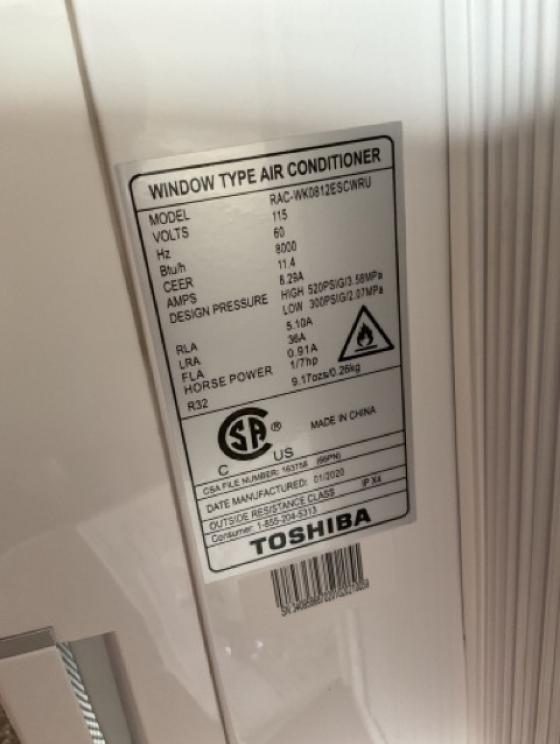 WINDOW TYPE AIR CONDITIONER
MODEL RAC-WK0812ESCWRU
VOLTS 115
Hz 60
Btu/h 8000
CEER 11.4
AMPS 6.29A
DESIGN PRESSURE HIGH 520PSIG/3.58MPa
LOW 300PSIG/2.07MPa
RLA 5.10A
LRA 36A
FLA 0.91A
HORSE POWER 1/7hp
R32 9.17ozs/0.26kg
C SA ® US
MADE IN CHINA
CSA FILE NUMBER: 163758 (66PN)
DATE MANUFACTURED: 01/2020
OUTSIDE RESISTANCE CLASS IP X4
Consumer: 1-855-204-5313
TOSHIBA
SN